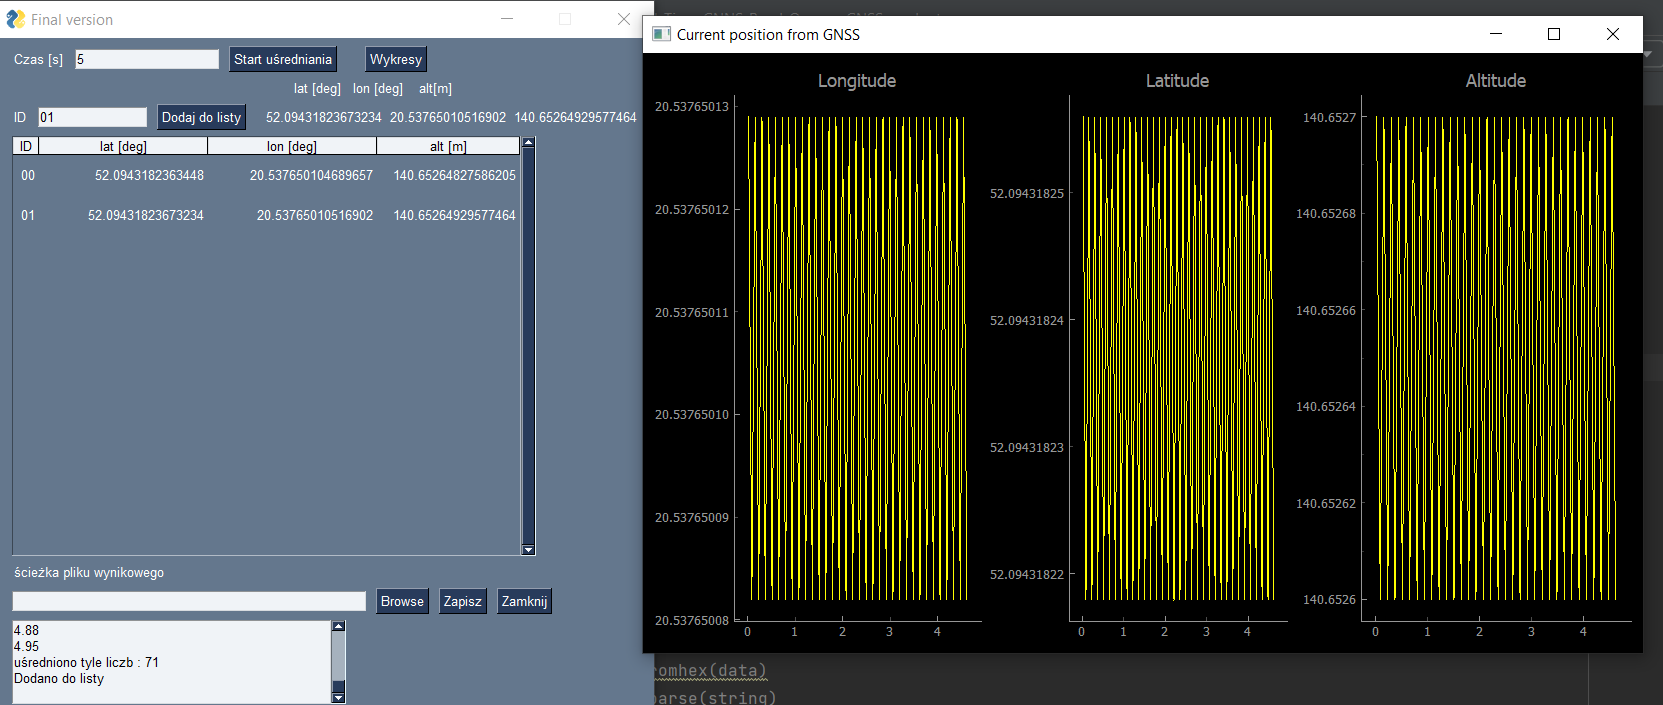 Final version
Czas [s] 5 Start uśredniania Wykresy
lat [deg] lon [deg] alt[m]
ID 01 Dodaj do listy 52.09431823673234 20.53765010516902 140.65264929577464
ID lat [deg] lon [deg] alt [m]
00 52.0943182363448 20.537650104689657 140.65264827586205
01 52.09431823673234 20.53765010516902 140.65264929577464
ścieżka pliku wynikowego
Browse Zapisz Zamknij
4.88
4.95
uśredniono tyle liczb : 71
Dodano do listy
Current position from GNSS
Longitude
20.53765013
20.53765012
20.53765011
20.53765010
20.53765009
20.53765008
0 1 2 3 4
Latitude
52.09431825
52.09431824
52.09431823
52.09431822
0 1 2 3 4
Altitude
140.6527
140.65268
140.65266
140.65264
140.65262
140.6526
0 1 2 3 4
romhex(data)
parse(string)